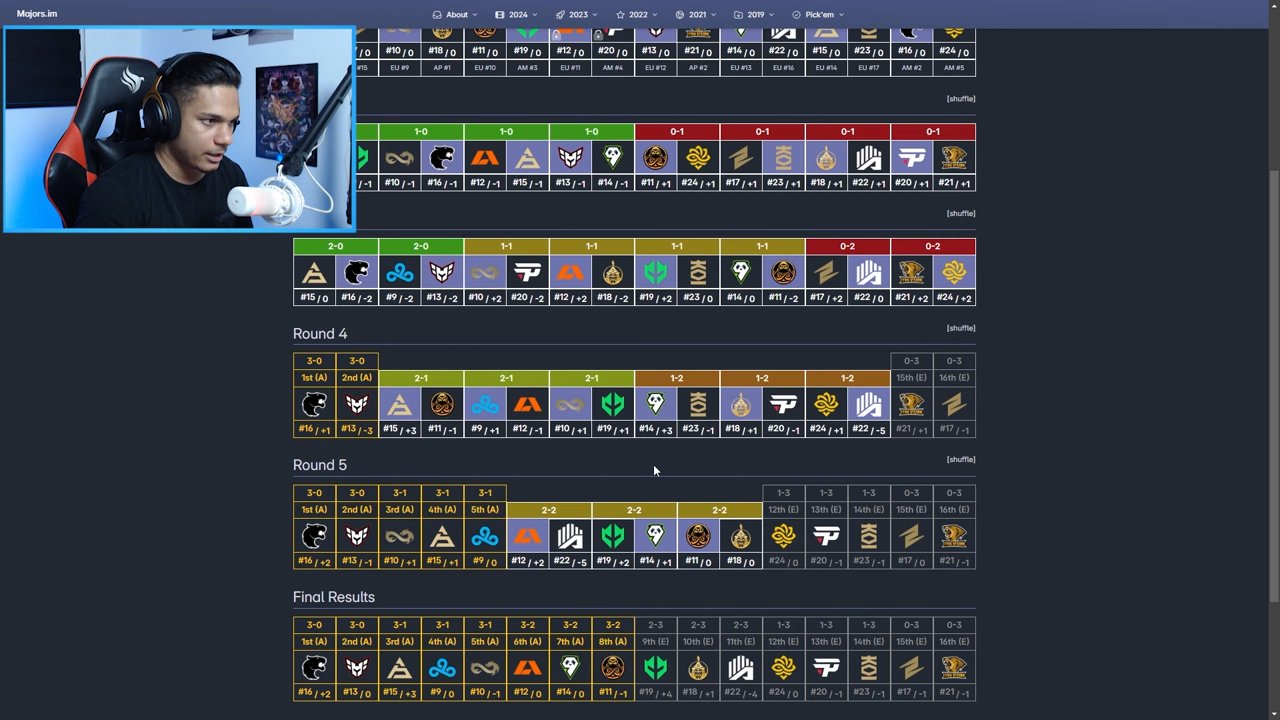 Majors.im
About 2024 2023 2022 2021 2019 Pick'em
/ 0 #10 / 0 #18 / 0 #11 / 0 #19 / 0 #12 / 0 #20 / 0 #13 / 0 #21 / 0 #14 / 0 #22 / 0 #15 / 0 #23 / 0 #16 / 0 #24 / 0
#15 EU #9 AP #1 EU #10 AM #3 EU #11 AM #4 EU #12 AP #2 EU #13 EU #16 EU #14 EU #17 AM #2 AM #5
[shuffle]
1-0 1-0 1-0 0-1 0-1 0-1 0-1
/ -1 #10 / -1 #16 / -1 #12 / -1 #15 / -1 #13 / -1 #14 / -1 #11 / +1 #24 / +1 #17 / +1 #23 / +1 #18 / +1 #22 / +1 #20 / +1 #21 / +1
[shuffle]
2-0 2-0 1-1 1-1 1-1 1-1 0-2 0-2
#15 / 0 #16 / -2 #9 / -2 #13 / -2 #10 / +2 #20 / -2 #12 / +2 #18 / -2 #19 / +2 #23 / 0 #14 / 0 #11 / -2 #17 / +2 #22 / 0 #21 / +2 #24 / +2
Round 4 [shuffle]
3-0 3-0 0-3 0-3
1st (A) 2nd (A) 2-1 2-1 2-1 1-2 1-2 1-2 15th (E) 16th (E)
#16 / +1 #13 / -3 #15 / +3 #11 / -1 #9 / +1 #12 / -1 #10 / +1 #19 / +1 #14 / +3 #23 / -1 #18 / +1 #20 / -1 #24 / +1 #22 / -5 #21 / +1 #17 / -1
Round 5 [shuffle]
3-0 3-0 3-1 3-1 3-1 1-3 1-3 1-3 0-3 0-3
1st (A) 2nd (A) 3rd (A) 4th (A) 5th (A) 2-2 2-2 2-2 12th (E) 13th (E) 14th (E) 15th (E) 16th (E)
#16 / +2 #13 / -1 #10 / +1 #15 / +1 #9 / 0 #12 / +2 #22 / -5 #19 / +2 #14 / +1 #11 / 0 #18 / 0 #24 / 0 #20 / -1 #23 / -1 #17 / 0 #21 / -1
Final Results
3-0 3-0 3-1 3-1 3-1 3-2 3-2 3-2 2-3 2-3 2-3 1-3 1-3 1-3 0-3 0-3
1st (A) 2nd (A) 3rd (A) 4th (A) 5th (A) 6th (A) 7th (A) 8th (A) 9th (E) 10th (E) 11th (E) 12th (E) 13th (E) 14th (E) 15th (E) 16th (E)
#16 / +2 #13 / 0 #15 / +3 #9 / 0 #10 / -1 #12 / 0 #14 / 0 #11 / -1 #19 / +4 #18 / +1 #22 / -4 #24 / 0 #20 / -1 #23 / -1 #17 / -1 #21 / -1